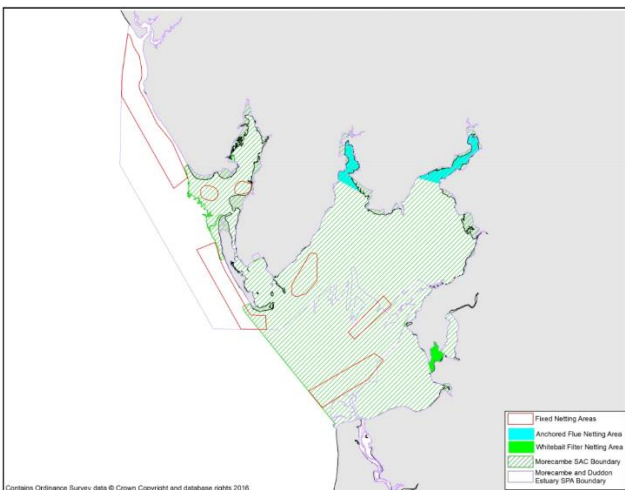 Fixed Netting Areas
Anchored Flue Netting Area
Whitebait Filter Netting Area
Morecambe SAC Boundary
Morecambe and Duddon
Estuary SPA Boundary
Contains Ordinance Survey data © Crown Copyright and database rights 2016